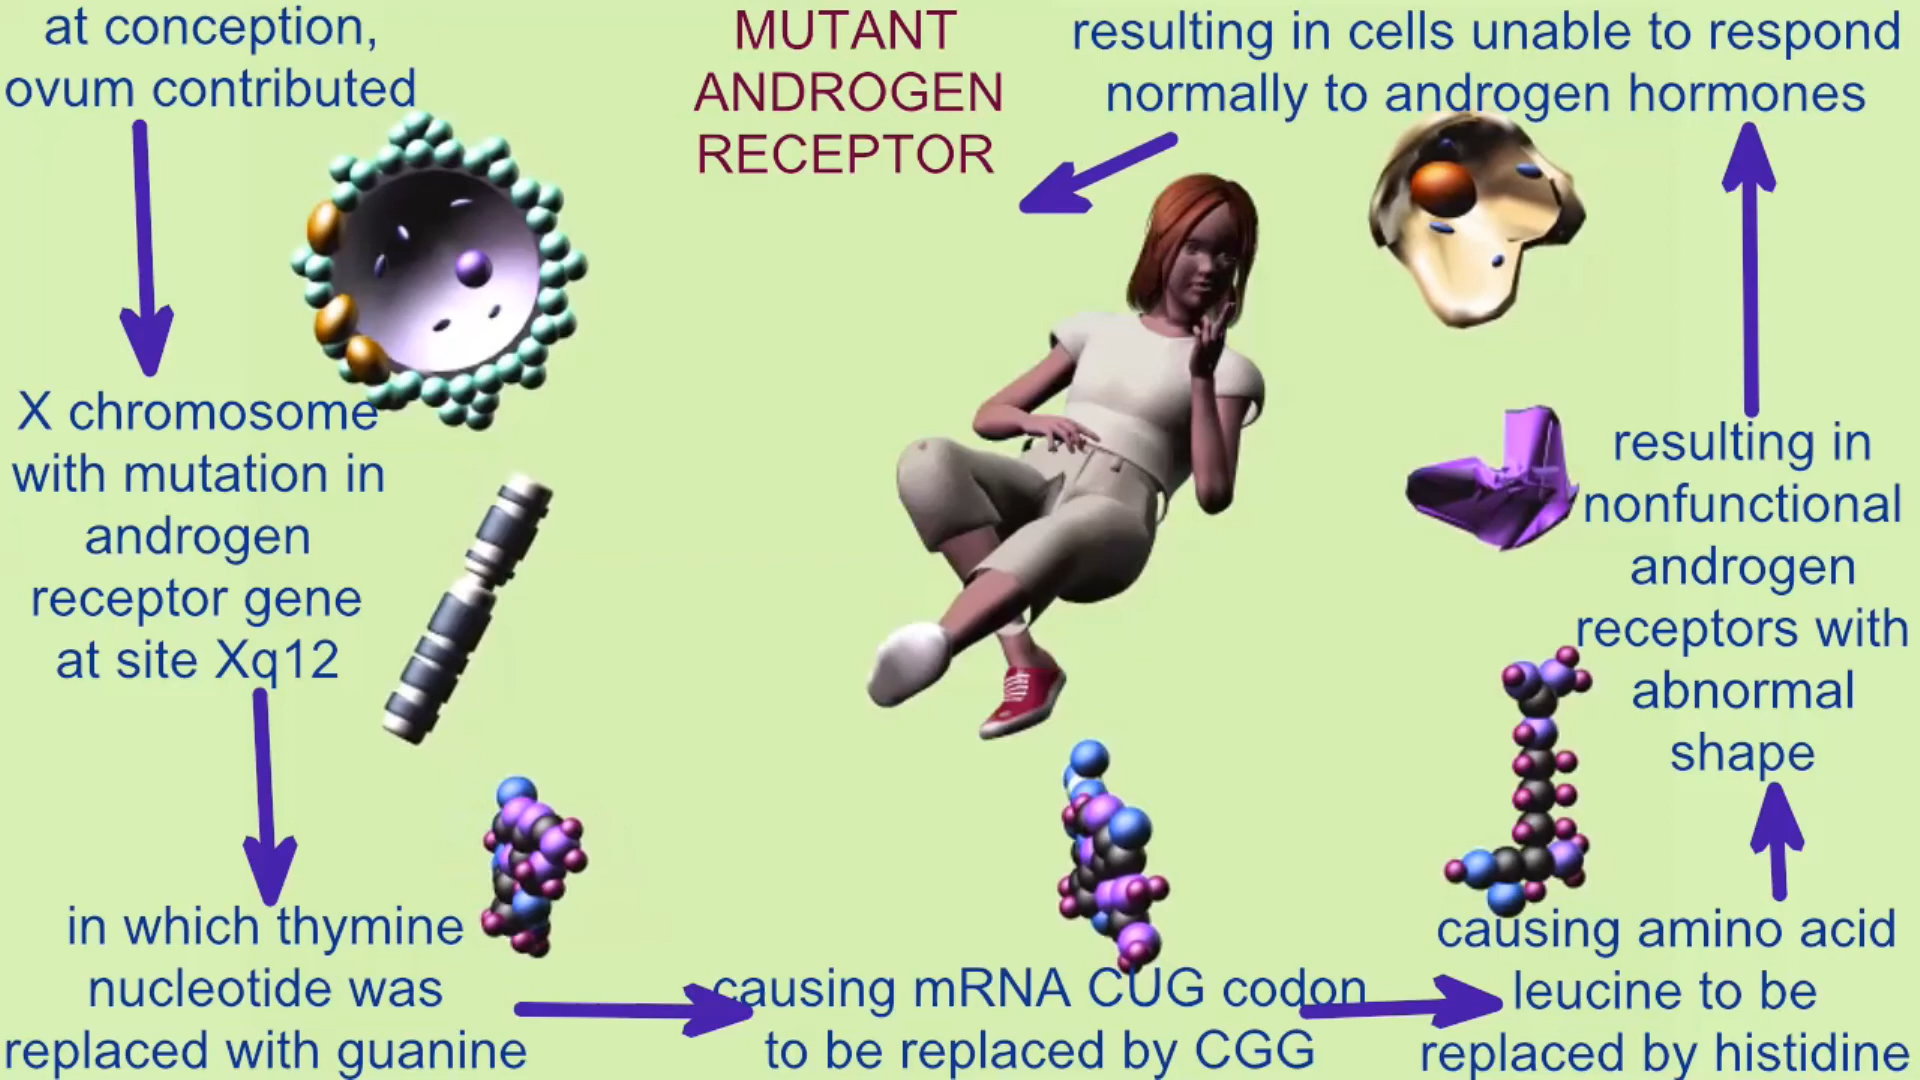 MUTANT
ANDROGEN
RECEPTOR
at conception,
ovum contributed
X chromosome
with mutation in
androgen
receptor gene
at site Xq12
in which thymine
nucleotide was
replaced with guanine
causing mRNA CUG codon
to be replaced by CGG
causing amino acid
leucine to be
replaced by histidine
resulting in
nonfunctional
androgen
receptors with
abnormal
shape
resulting in cells unable to respond
normally to androgen hormones